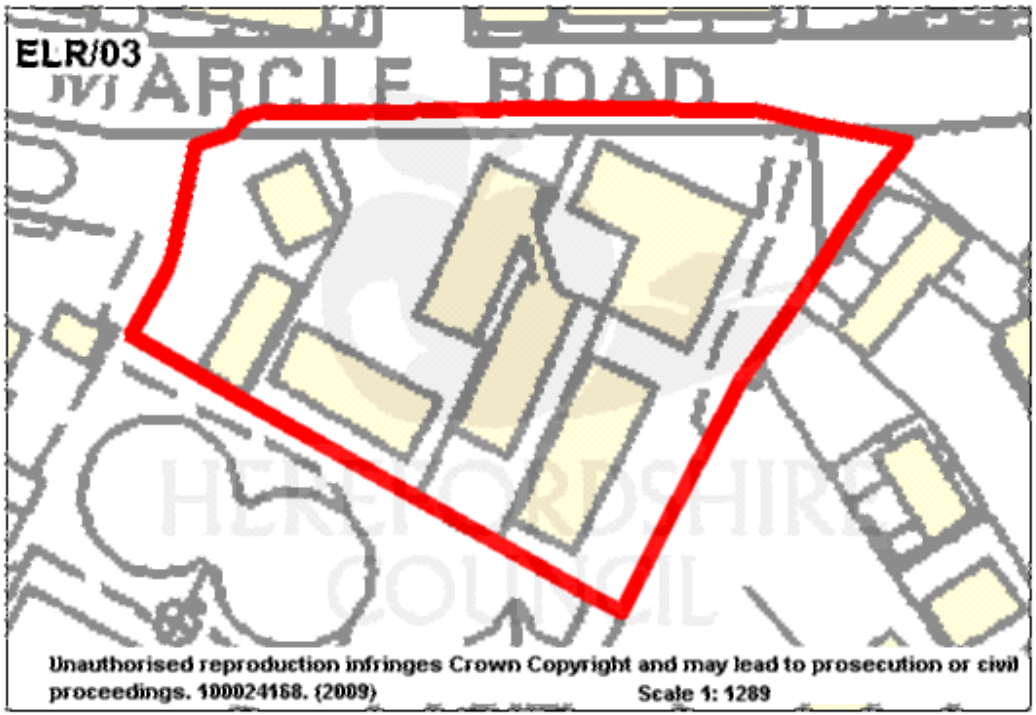 ELR/03
MARCLE ROAD
HEREFORDSHIRE
COUNCIL
Unauthorised reproduction infringes Crown Copyright and may lead to prosecution or civil
proceedings. 100024168. (2009)
Scale 1: 1289